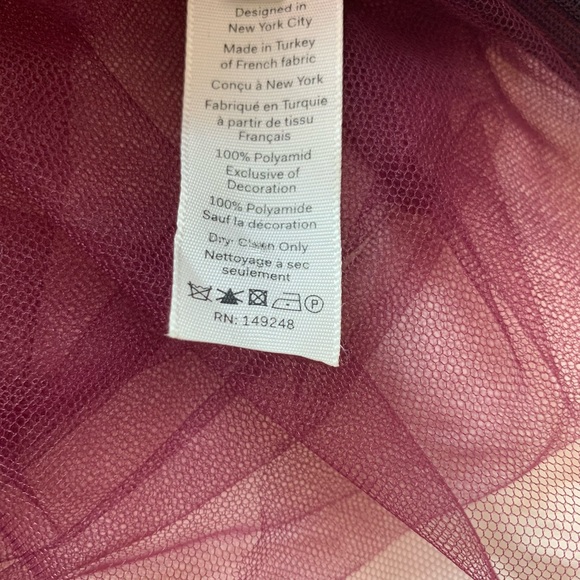 Designed in
New York City
Made in Turkey
of French fabric
Conçu à New York
Fabriqué en Turquie
à partir de tissu
Français
100% Polyamid
Exclusive of
Decoration
100% Polyamide
Sauf la décoration
Dry Clean Only
Nettoyage à sec
seulement
P
RN: 149248